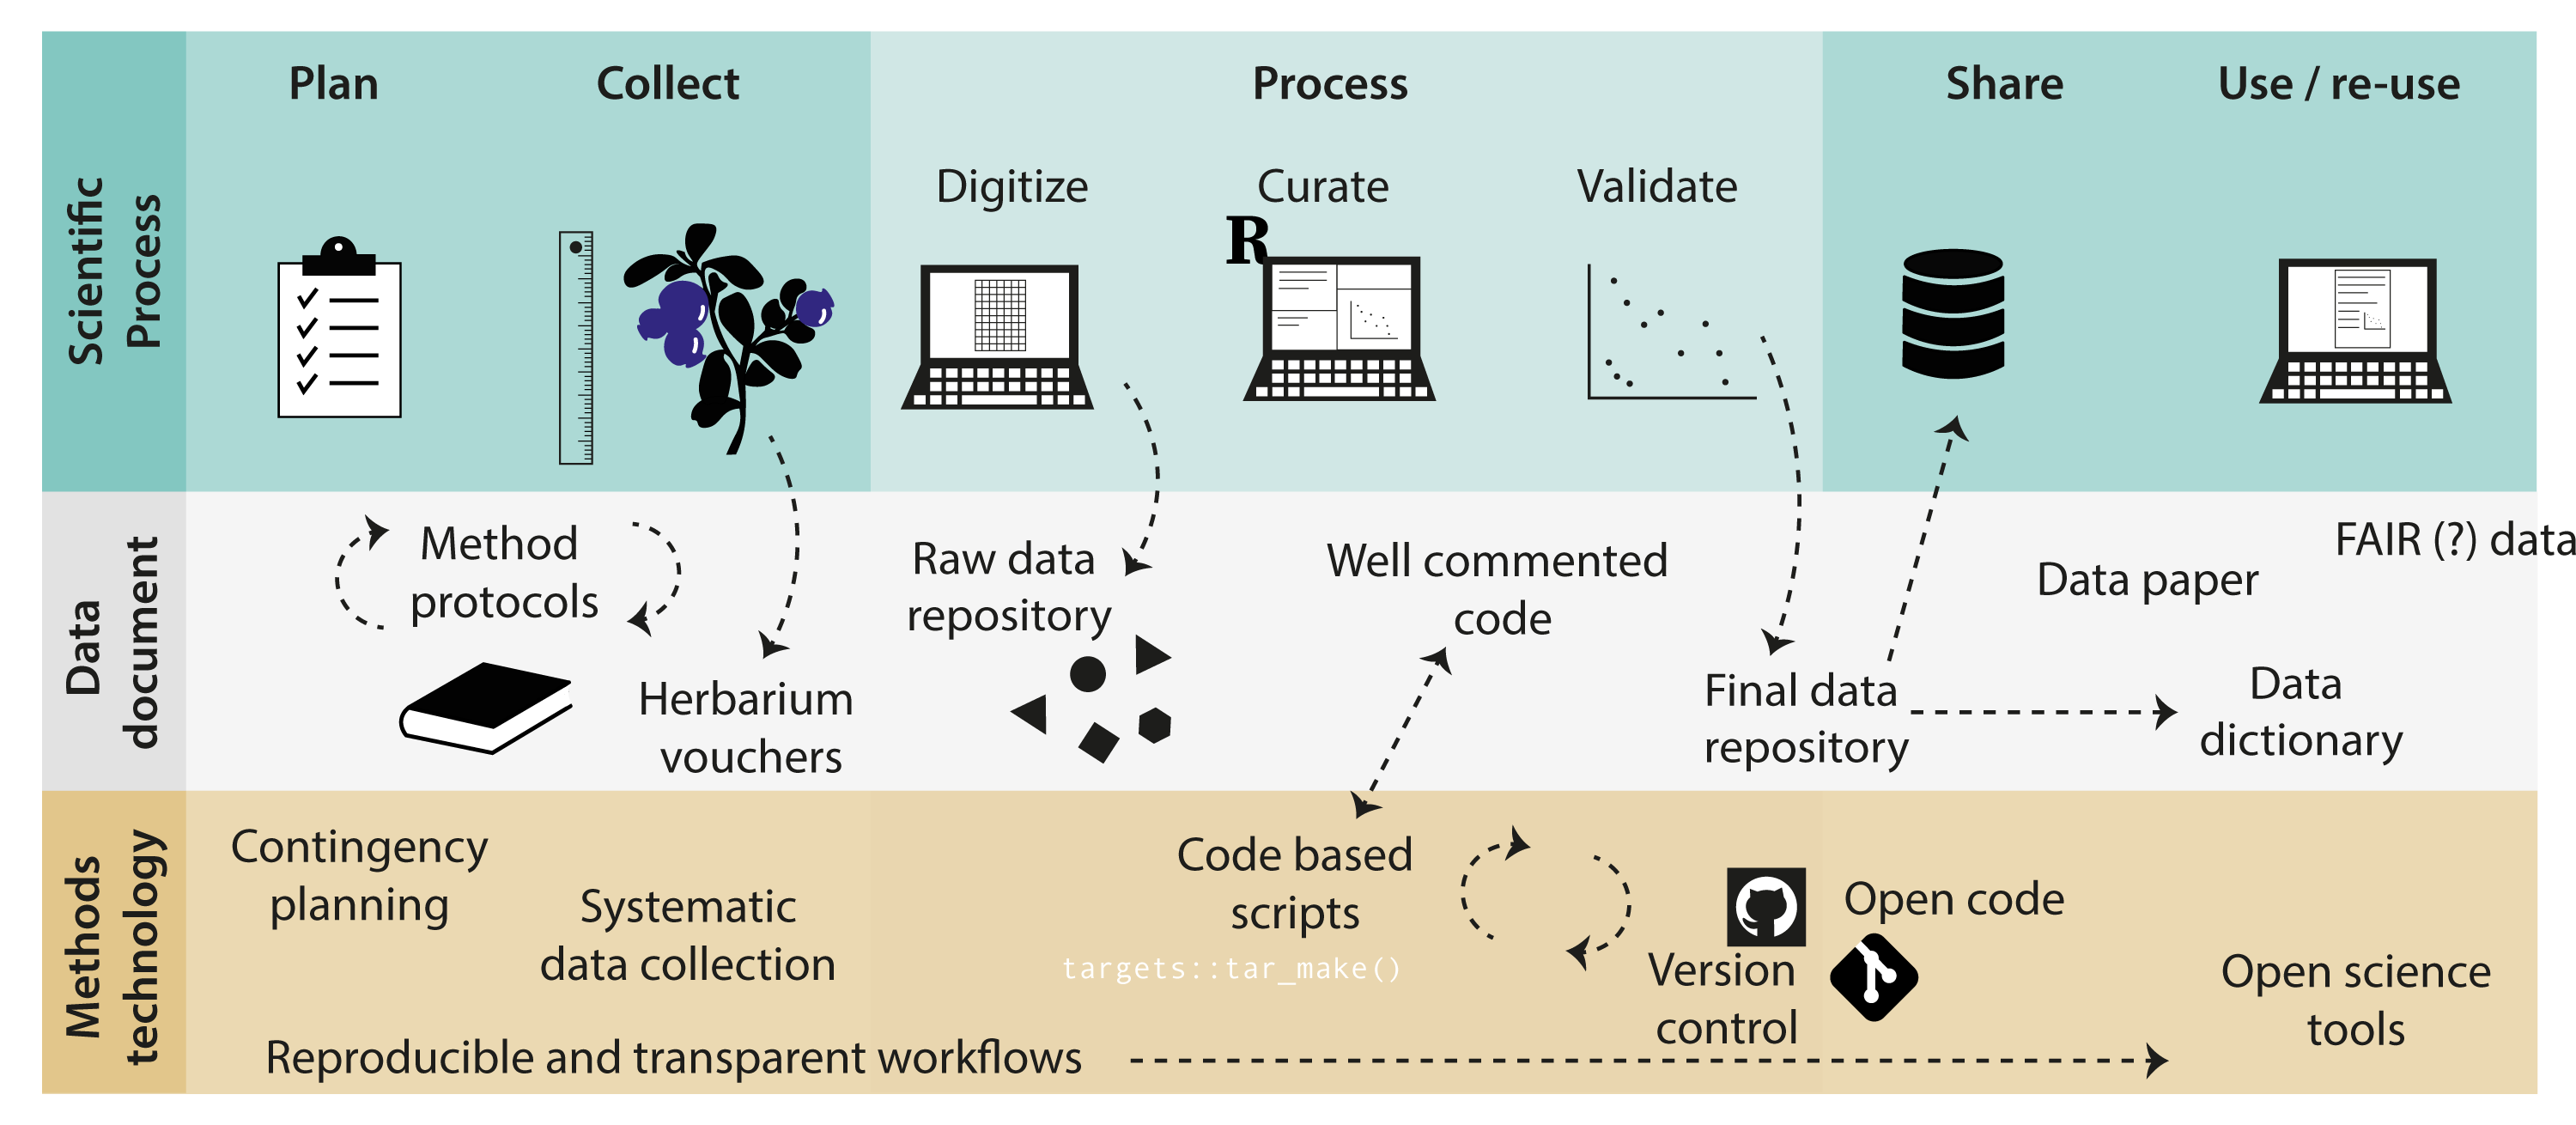 Scientific
Process
Plan
Collect
Process
Share
Use / re-use
Digitize
Curate
Validate
R
Data
document
Method
protocols
Herbarium
vouchers
Raw data
repository
Well commented
code
Final data
repository
Data paper
FAIR (?) data
Data
dictionary
Methods
technology
Contingency
planning
Systematic
data collection
Code based
scripts
targets::tar_make()
Version
control
Open code
Open science
tools
Reproducible and transparent workflows